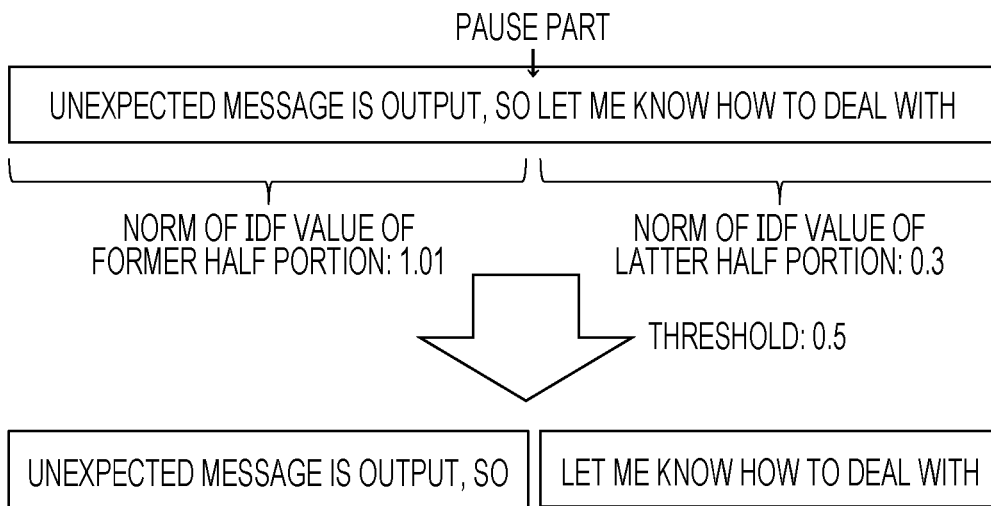 PAUSE PART
UNEXPECTED MESSAGE IS OUTPUT, SO LET ME KNOW HOW TO DEAL WITH
NORM OF IDF VALUE OF
FORMER HALF PORTION: 1.01
NORM OF IDF VALUE OF
LATTER HALF PORTION: 0.3
THRESHOLD: 0.5
UNEXPECTED MESSAGE IS OUTPUT, SO
LET ME KNOW HOW TO DEAL WITH